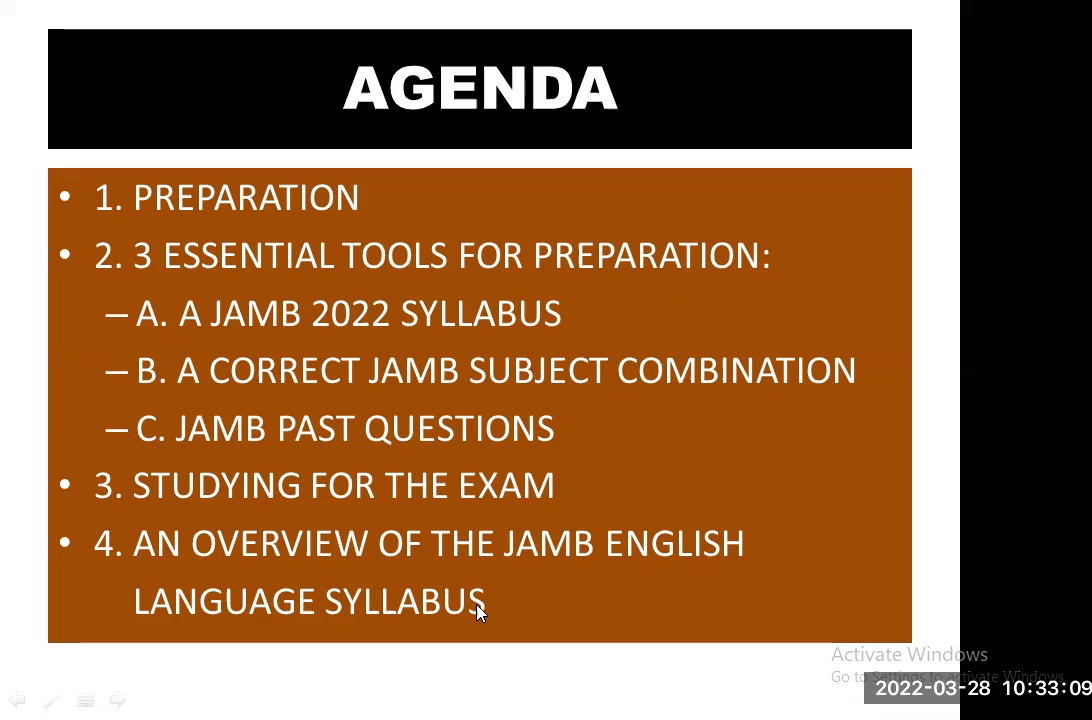 AGENDA
• 1. PREPARATION
• 2. 3 ESSENTIAL TOOLS FOR PREPARATION:
– A. A JAMB 2022 SYLLABUS
– B. A CORRECT JAMB SUBJECT COMBINATION
– C. JAMB PAST QUESTIONS
• 3. STUDYING FOR THE EXAM
• 4. AN OVERVIEW OF THE JAMB ENGLISH
LANGUAGE SYLLABUS
Activate Windows
Go to Settings to activate Windows.
2022-03-28 10:33:09